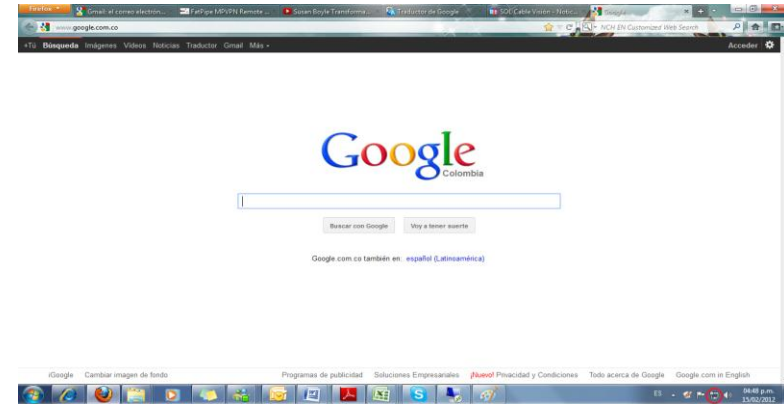 Firefox
Gmail: el correo electrón...
FatPipe MPVPN Remote ...
Susan Boyle Transforma...
Traductor de Google
SDC Cable Visión - Notic...
Google
www.google.com.co
NCH EN Customized Web Search
+Tú Búsqueda Imágenes Videos Noticias Traductor Gmail Más
Acceder
Google
Colombia
Buscar con Google
Voy a tener suerte
Google.com.co también en: español (Latinoamérica)
iGoogle Cambiar imagen de fondo Programas de publicidad Soluciones Empresariales ¡Nuevo! Privacidad y Condiciones Todo acerca de Google Google.com in English
ES
04:48 p.m.
15/02/2012